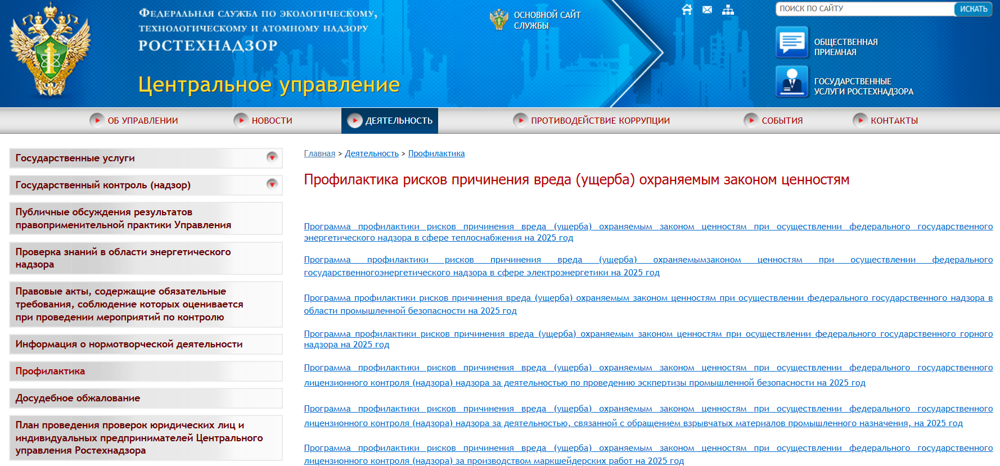 Федеральная служба по экологическому,
технологическому и атомному надзору
РОСТЕХНАДЗОР
Центральное управление
ОСНОВНОЙ САЙТ
СЛУЖБЫ
ПОИСК ПО САЙТУ
ИСКАТЬ
ОБЩЕСТВЕННАЯ
ПРИЕМНАЯ
ГОСУДАРСТВЕННЫЕ
УСЛУГИ РОСТЕХНАДЗОРА
ОБ УПРАВЛЕНИИ
НОВОСТИ
ДЕЯТЕЛЬНОСТЬ
ПРОТИВОДЕЙСТВИЕ КОРРУПЦИИ
СОБЫТИЯ
КОНТАКТЫ
Государственные услуги
Государственный контроль (надзор)
Публичные обсуждения результатов
правоприменительной практики Управления
Проверка знаний в области энергетического
надзора
Правовые акты, содержащие обязательные
требования, соблюдение которых оценивается
при проведении мероприятий по контролю
Информация о нормотворческой деятельности
Профилактика
Досудебное обжалование
План проведения проверок юридических лиц и
индивидуальных предпринимателей Центрального
управления Ростехнадзора
Главная > Деятельность > Профилактика
Профилактика рисков причинения вреда (ущерба) охраняемым законом ценностям
Программа профилактики рисков причинения вреда (ущерба) охраняемым законом ценностям при осуществлении федерального государственного
энергетического надзора в сфере теплоснабжения на 2025 год
Программа профилактики рисков причинения вреда (ущерба) охраняемымзаконом ценностям при осуществлении федерального
государственногоэнергетического надзора в сфере электроэнергетики на 2025 год
Программа профилактики рисков причинения вреда (ущерба) охраняемым законом ценностям при осуществлении федерального государственного надзора в
области промышленной безопасности на 2025 год
Программа профилактики рисков причинения вреда (ущерба) охраняемым законом ценностям при осуществлении федерального государственного горного
надзора на 2025 год
Программа профилактики рисков причинения вреда (ущерба) охраняемым законом ценностям при осуществлении федерального государственного
лицензионного контроля (надзора) надзора за деятельностью по проведению эскпертизы промышленной безопасности на 2025 год
Программа профилактики рисков причинения вреда (ущерба) охраняемым законом ценностям при осуществлении федерального государственного
лицензионного контроля (надзора) надзора за деятельностью, связанной с обращением взрывчатых материалов промышленного назначения, на 2025 год
Программа профилактики рисков причинения вреда (ущерба) охраняемым законом ценностям при осуществлении федерального государственного
лицензионного контроля (надзора) за производством маркшейдерских работ на 2025 год